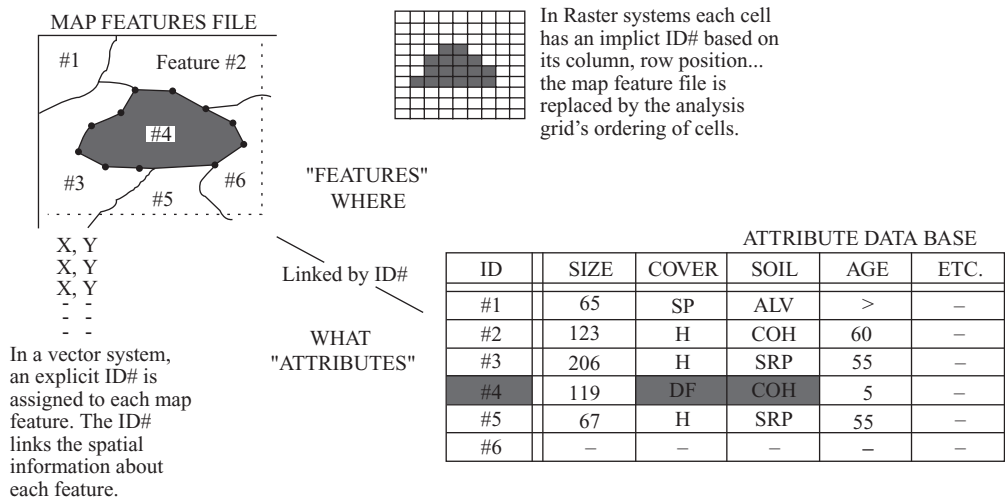 MAP FEATURES FILE
#1
Feature #2
#4
#3
#6
#5
X, Y
X, Y
X, Y
- -
- -
In a vector system,
an explicit ID# is
assigned to each map
feature. The ID#
links the spatial
information about
each feature.
In Raster systems each cell
has an implict ID# based on
its column, row position...
the map feature file is
replaced by the analysis
grid's ordering of cells.
"FEATURES"
WHERE
Linked by ID#
WHAT
"ATTRIBUTES"
ATTRIBUTE DATA BASE
ID SIZE COVER SOIL AGE ETC.
#1 65 SP ALV > –
#2 123 H COH 60 –
#3 206 H SRP 55 –
#4 119 DF COH 5 –
#5 67 H SRP 55 –
#6 – – – – –